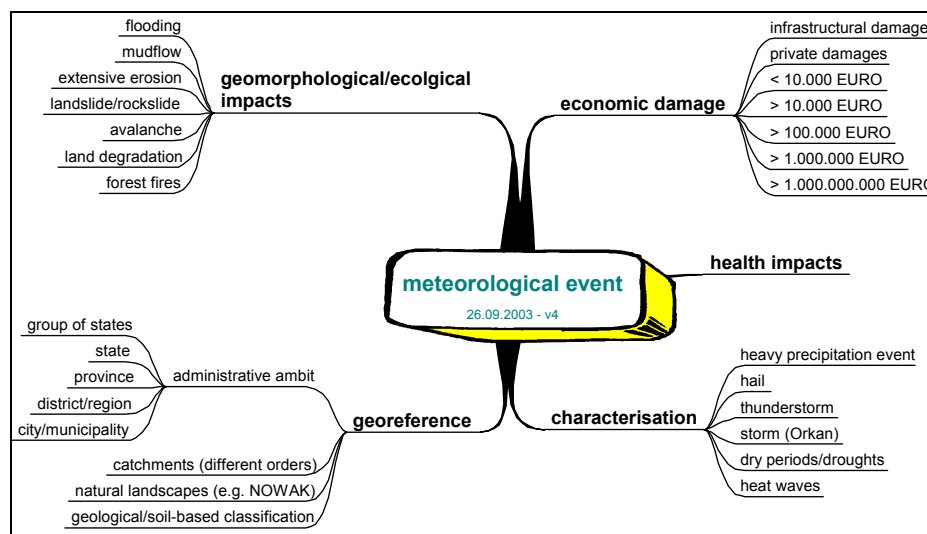 flooding
mudflow
extensive erosion
landslide/rockslide
avalanche
land degradation
forest fires
geomorphological/ecolgical
impacts
infrastructural damage
private damages
< 10.000 EURO
> 10.000 EURO
> 100.000 EURO
> 1.000.000 EURO
> 1.000.000.000 EURO
economic damage
health impacts
meteorological event
26.09.2003 - v4
group of states
state
province
district/region
city/municipality
administrative ambit
georeference
catchments (different orders)
natural landscapes (e.g. NOWAK)
geological/soil-based classification
characterisation
heavy precipitation event
hail
thunderstorm
storm (Orkan)
dry periods/droughts
heat waves